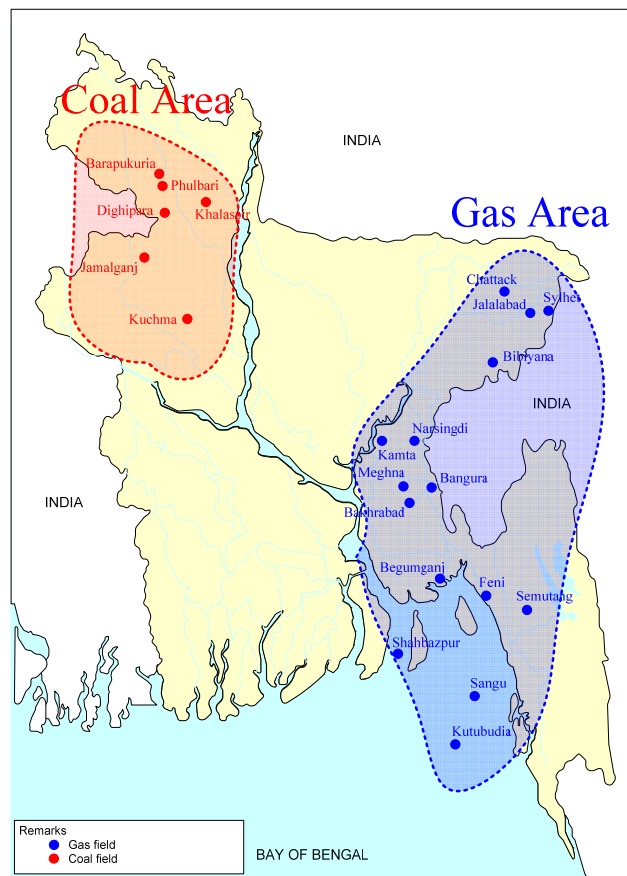 Coal Area
INDIA
Barapukuria
Phulbari
Dighipara
Khalaspir
Gas Area
Jamalganj
Chattack
Jalalabad
Sylhet
Kuchma
Bibiyana
INDIA
Narsingdi
Kamta
Meghna
Bangura
INDIA
Bakhrabad
Begumganj
Feni
Semutang
Shahbazpur
Sangu
Kutubudia
Remarks
Gas field
Coal field
BAY OF BENGAL